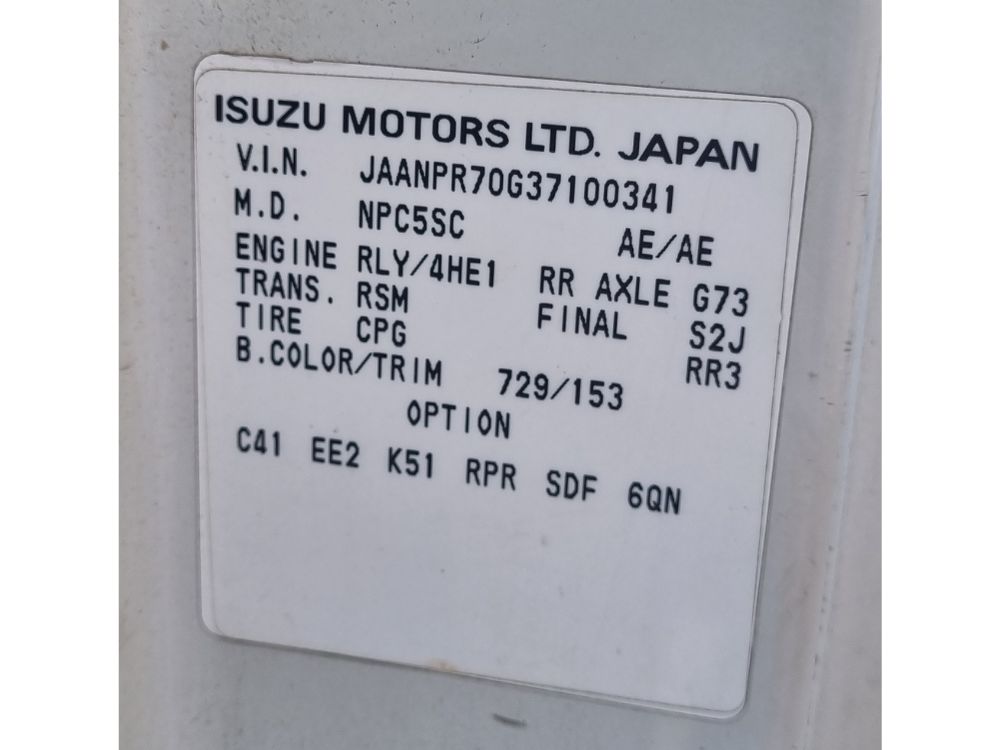 ISUZU MOTORS LTD. JAPAN
V.I.N. JAANPR70G37100341
M.D. NPC5SC AE/AE
ENGINE RLY/4HE1 RR AXLE G73
TRANS. RSM FINAL S2J
TIRE CPG RR3
B.COLOR/TRIM 729/153
OPTION
C41 EE2 K51 RPR SDF 6QN